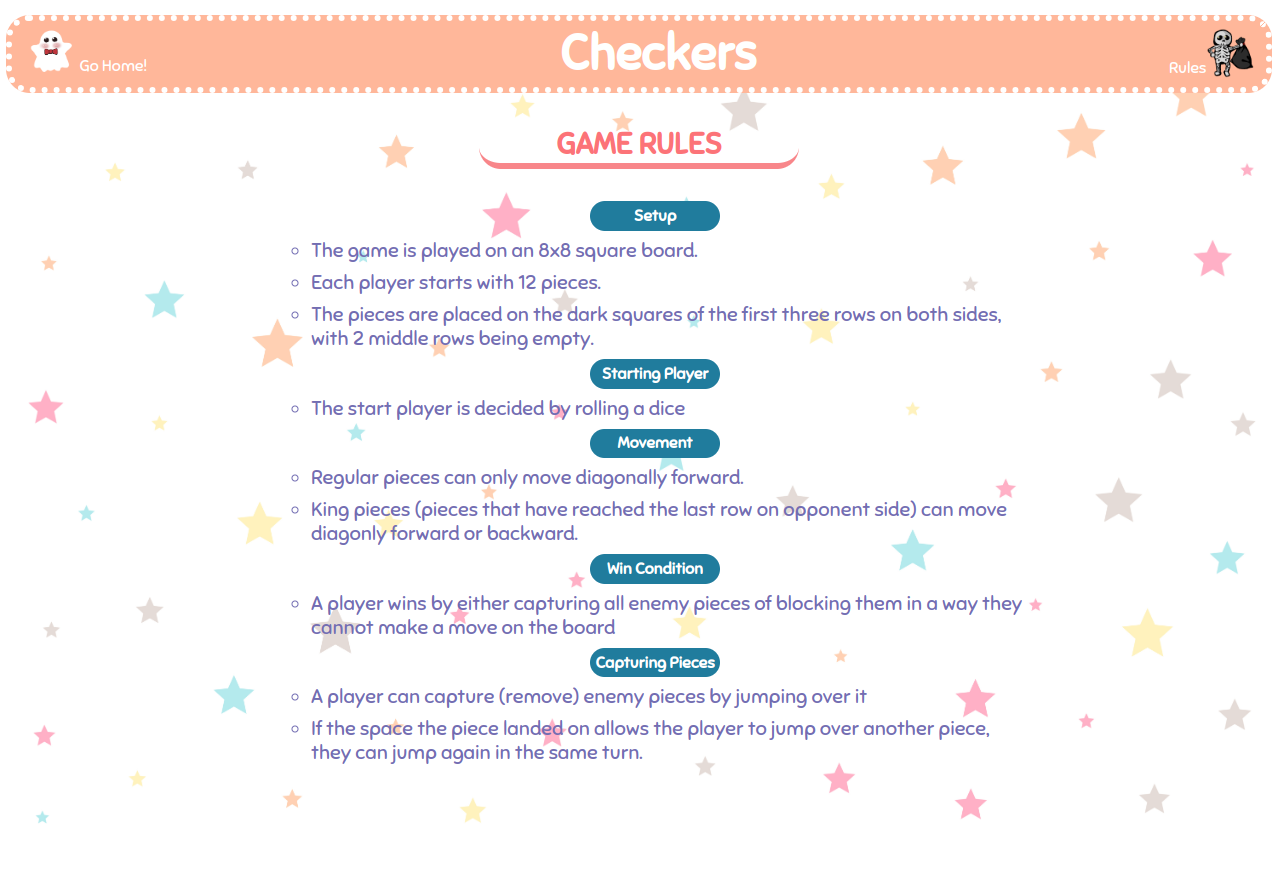 Go Home!
Checkers
Rules
GAME RULES
Setup
The game is played on an 8x8 square board.
Each player starts with 12 pieces.
The pieces are placed on the dark squares of the first three rows on both sides,
with 2 middle rows being empty.
Starting Player
The start player is decided by rolling a dice
Movement
Regular pieces can only move diagonally forward.
King pieces (pieces that have reached the last row on opponent side) can move
diagonly forward or backward.
Win Condition
A player wins by either capturing all enemy pieces of blocking them in a way they
cannot make a move on the board
Capturing Pieces
A player can capture (remove) enemy pieces by jumping over it
If the space the piece landed on allows the player to jump over another piece,
they can jump again in the same turn.